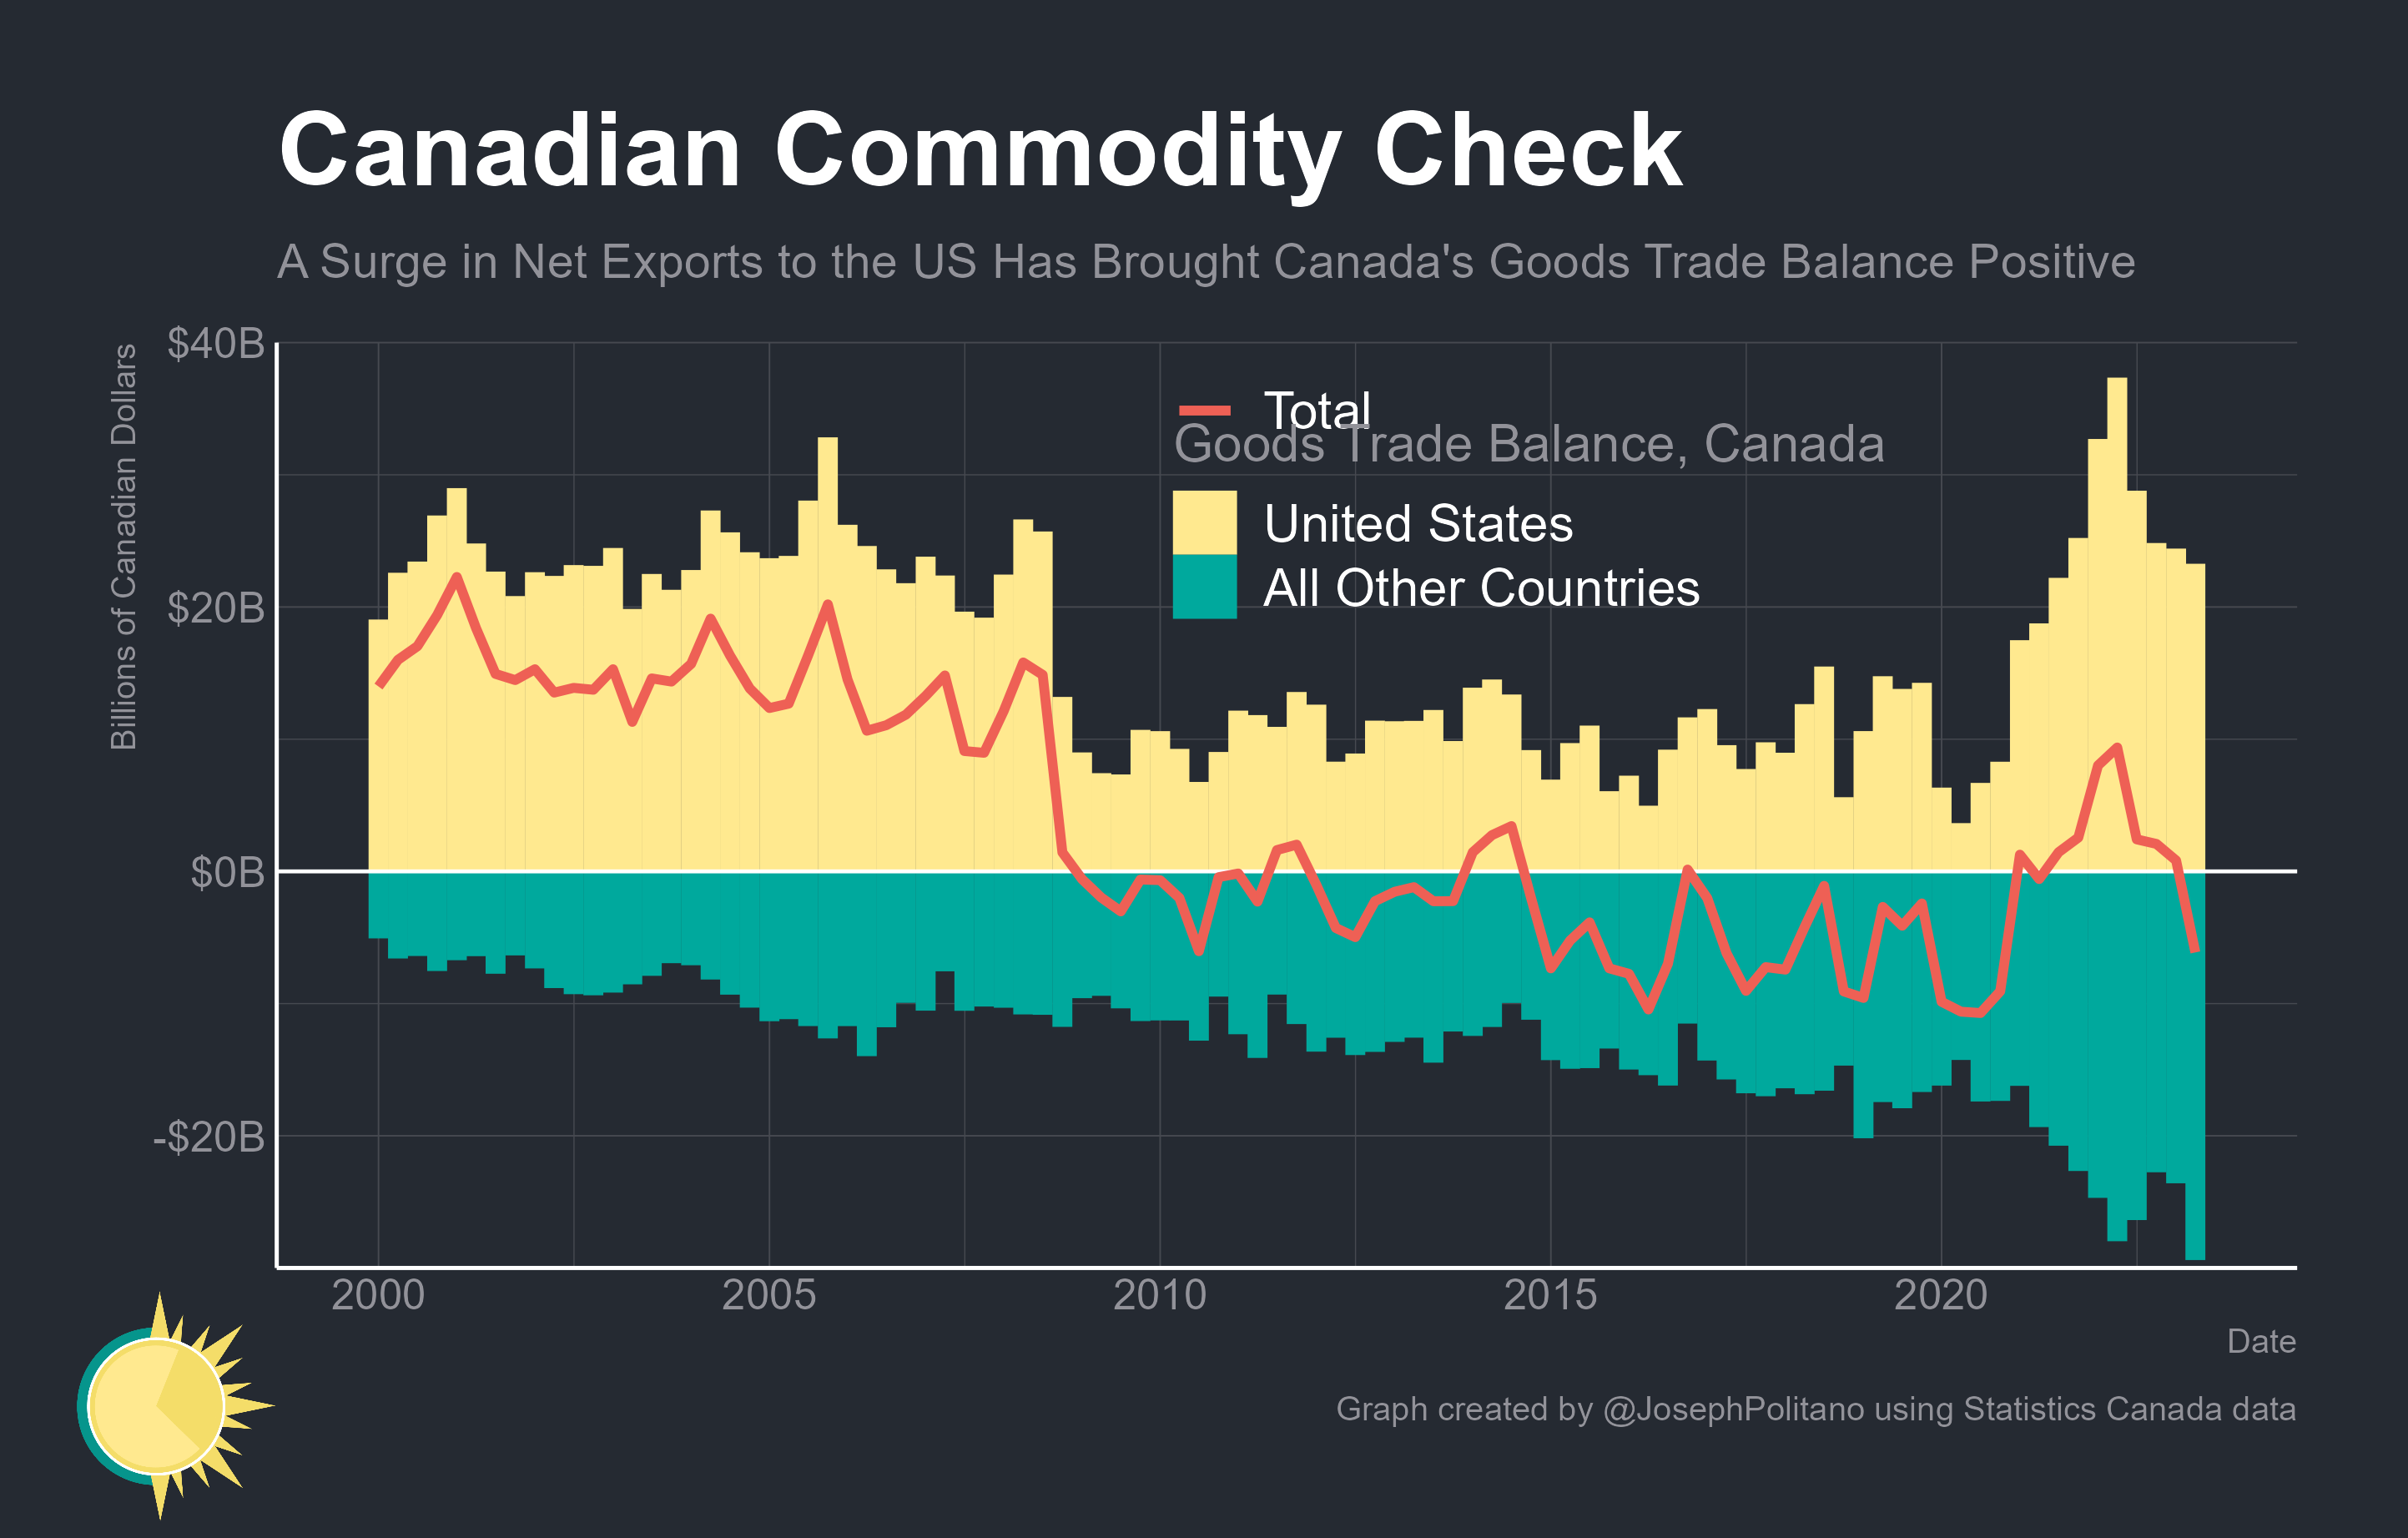 Canadian Commodity Check
A Surge in Net Exports to the US Has Brought Canada's Goods Trade Balance Positive
Billions of Canadian Dollars
$40B
$20B
$0B
-$20B
Total
Goods Trade Balance, Canada
United States
All Other Countries
2000 2005 2010 2015 2020
Date
Graph created by @JosephPolitano using Statistics Canada data